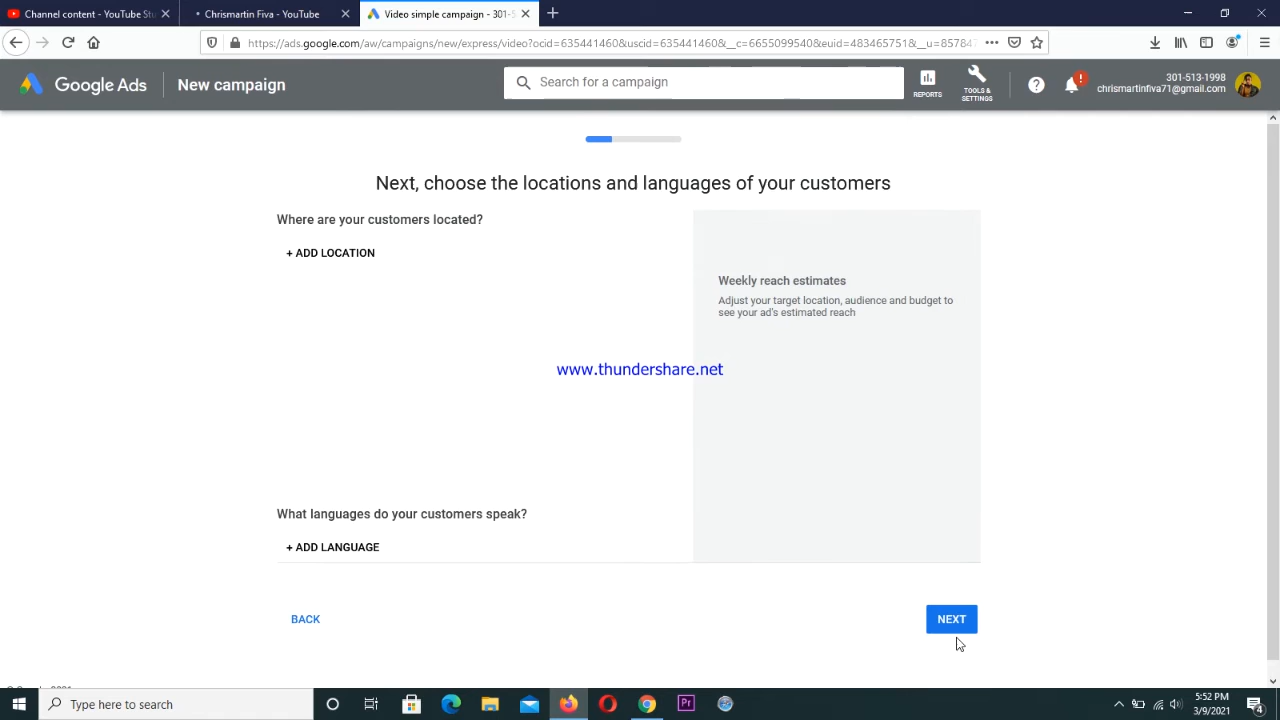 Channel content - YouTube St
Chrismartin Fiva - YouTube
Video simple campaign - 301-5
https://ads.google.com/aw/campaigns/new/express/video?ocid=635441460&uscid=635441460&__c=6655099540&euid=483465751&__u=85784
Google Ads
New campaign
Search for a campaign
REPORTS
TOOLS &
SETTINGS
301-513-1998
chrismartinfiva71@gmail.com
Next, choose the locations and languages of your customers
Where are your customers located?
+ ADD LOCATION
Weekly reach estimates
Adjust your target location, audience and budget to
see your ad's estimated reach
www.thundershare.net
What languages do your customers speak?
+ ADD LANGUAGE
BACK
NEXT
Type here to search
Pr
5:52 PM
3/9/2021
4